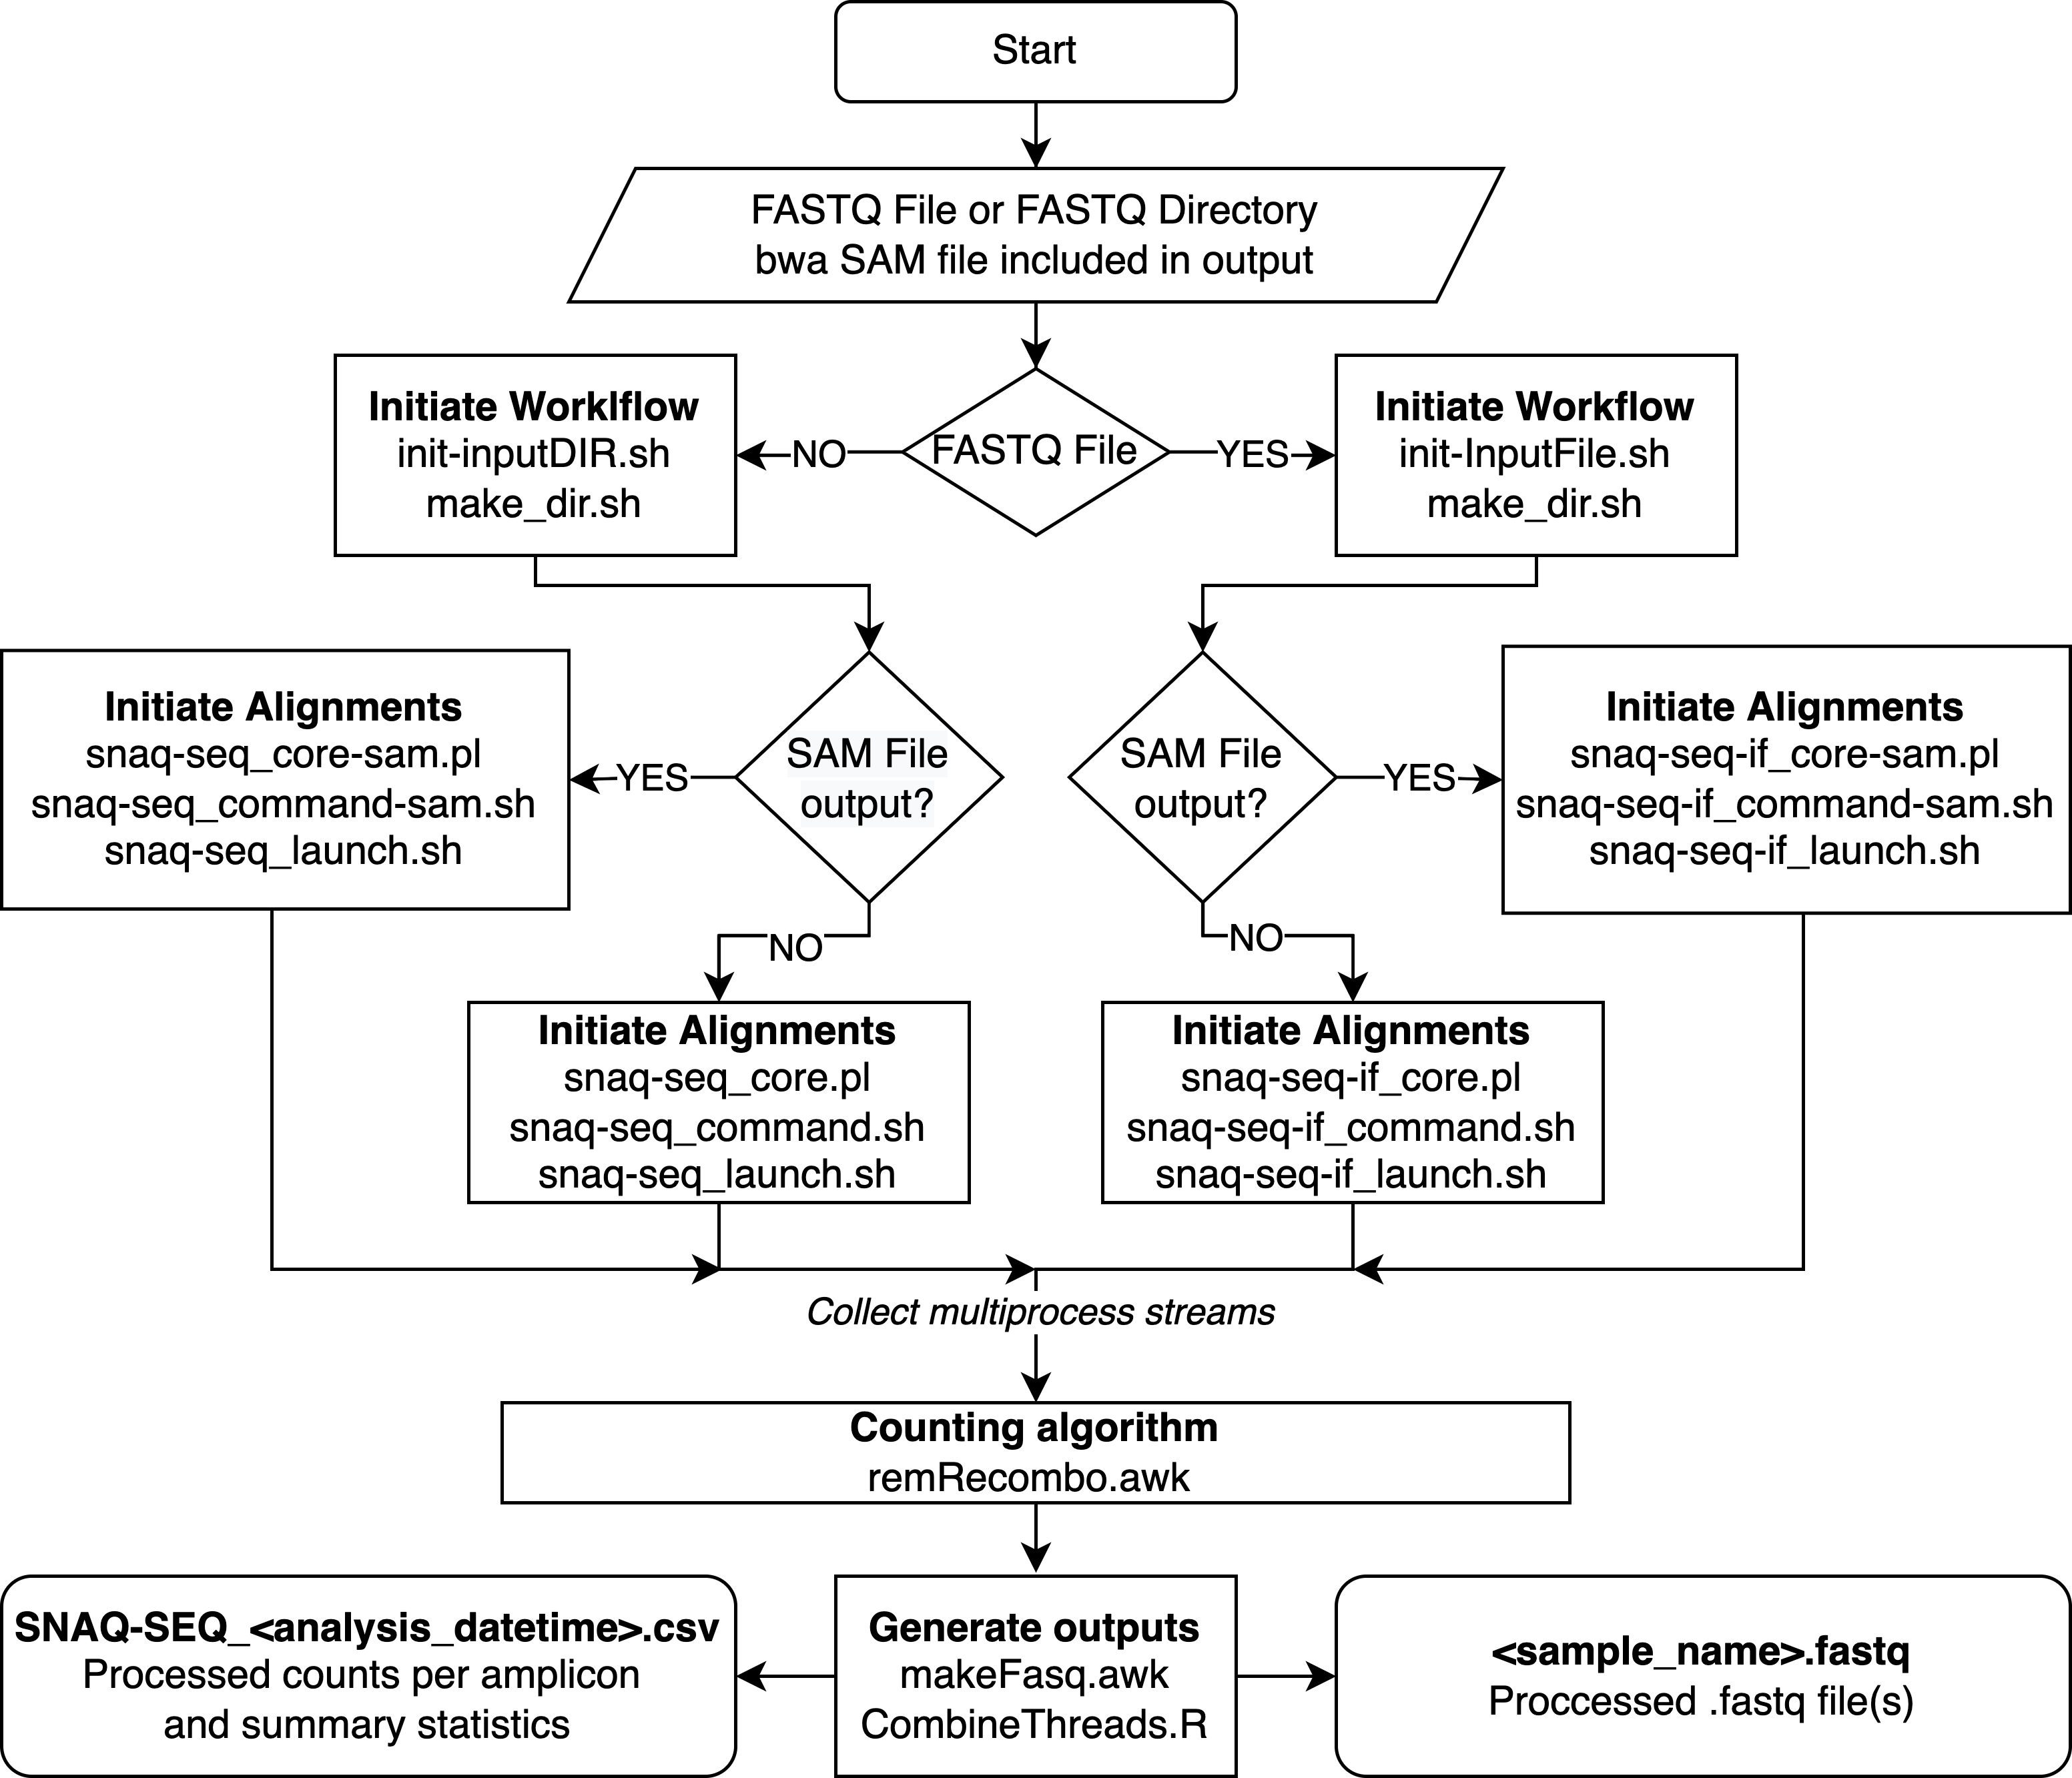 Start
FASTQ File or FASTQ Directory
bwa SAM file included in output
Initiate Worklflow
init-inputDIR.sh
make_dir.sh
NO
FASTQ File
YES
Initiate Workflow
init-InputFile.sh
make_dir.sh
Initiate Alignments
snaq-seq_core-sam.pl
snaq-seq_command-sam.sh
snaq-seq_launch.sh
YES
SAM File
output?
SAM File
output?
YES
Initiate Alignments
snaq-seq-if_core-sam.pl
snaq-seq-if_command-sam.sh
snaq-seq-if_launch.sh
NO
NO
Initiate Alignments
snaq-seq_core.pl
snaq-seq_command.sh
snaq-seq_launch.sh
Initiate Alignments
snaq-seq-if_core.pl
snaq-seq-if_command.sh
snaq-seq-if_launch.sh
Collect multiprocess streams
Counting algorithm
remRecombo.awk
SNAQ-SEQ_<analysis_datetime>.csv
Processed counts per amplicon
and summary statistics
Generate outputs
makeFasq.awk
CombineThreads.R
<sample_name>.fastq
Proccessed .fastq file(s)